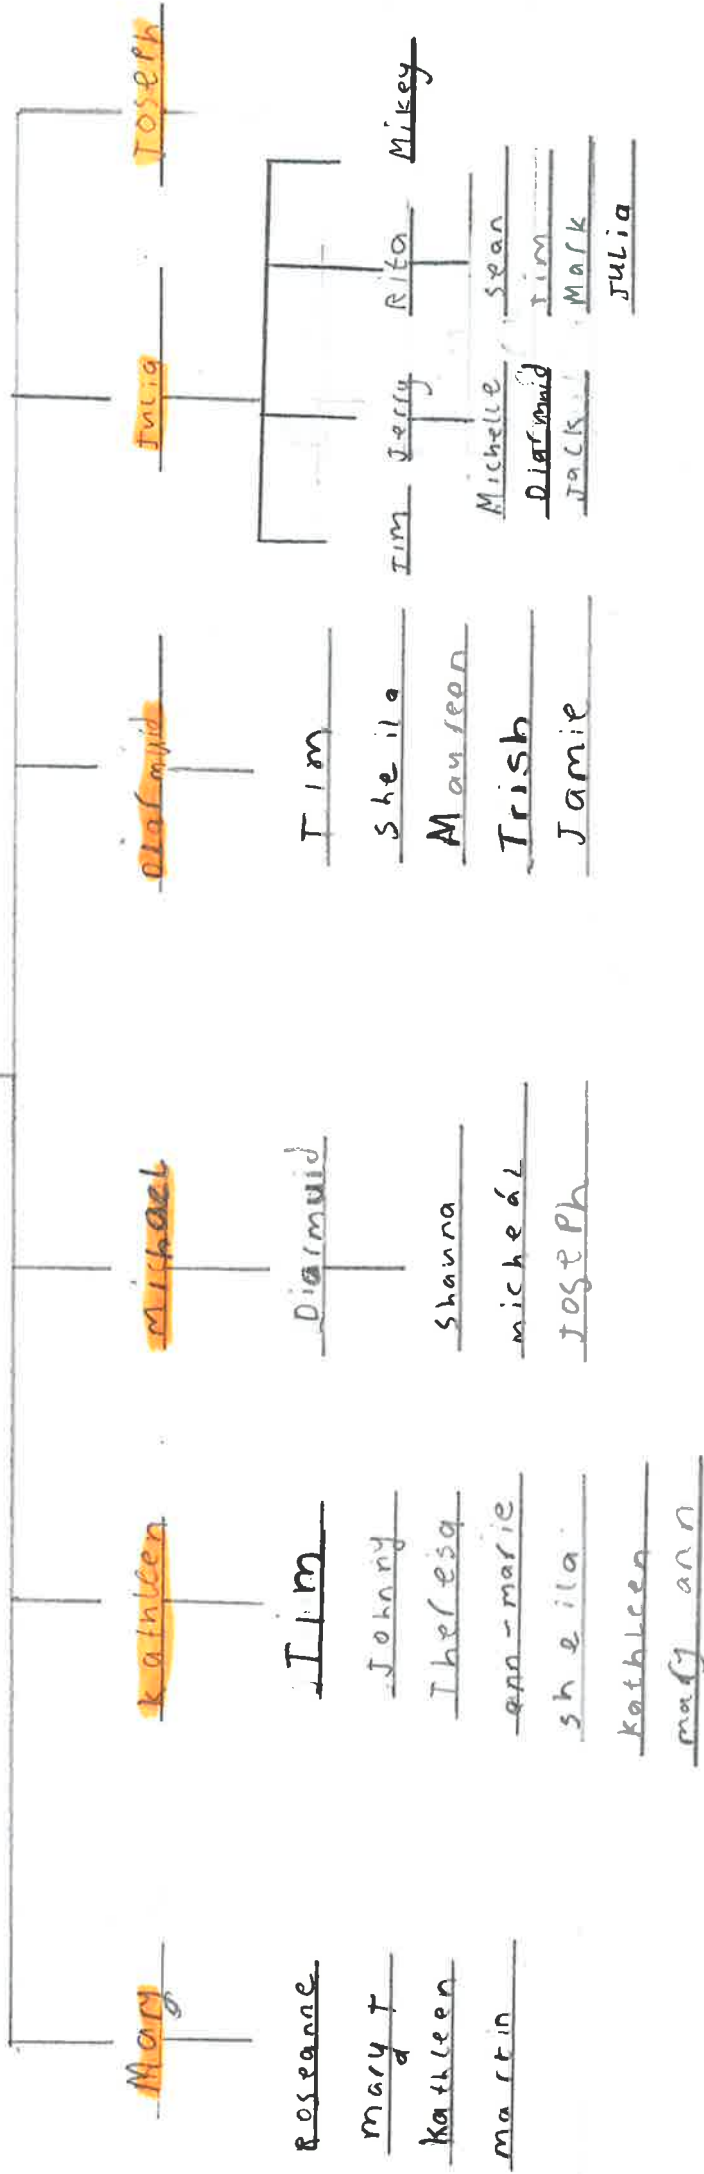 Mary
Roseanne
mary T
kathleen
martin
kathleen
Jim
Johnny
Theresa
ann-marie
sheila
kathleen
mary ann
Michael
Diarmuid
shauna
micheál
Joseph
Diarmuid
TIM
sheila
Maureen
Trish
Jamie
Julia
JIM
Jerry
Michelle
Diarmuid
Jack
Rita
sean
Jim
Mark
JULia
Mikey
Joseph